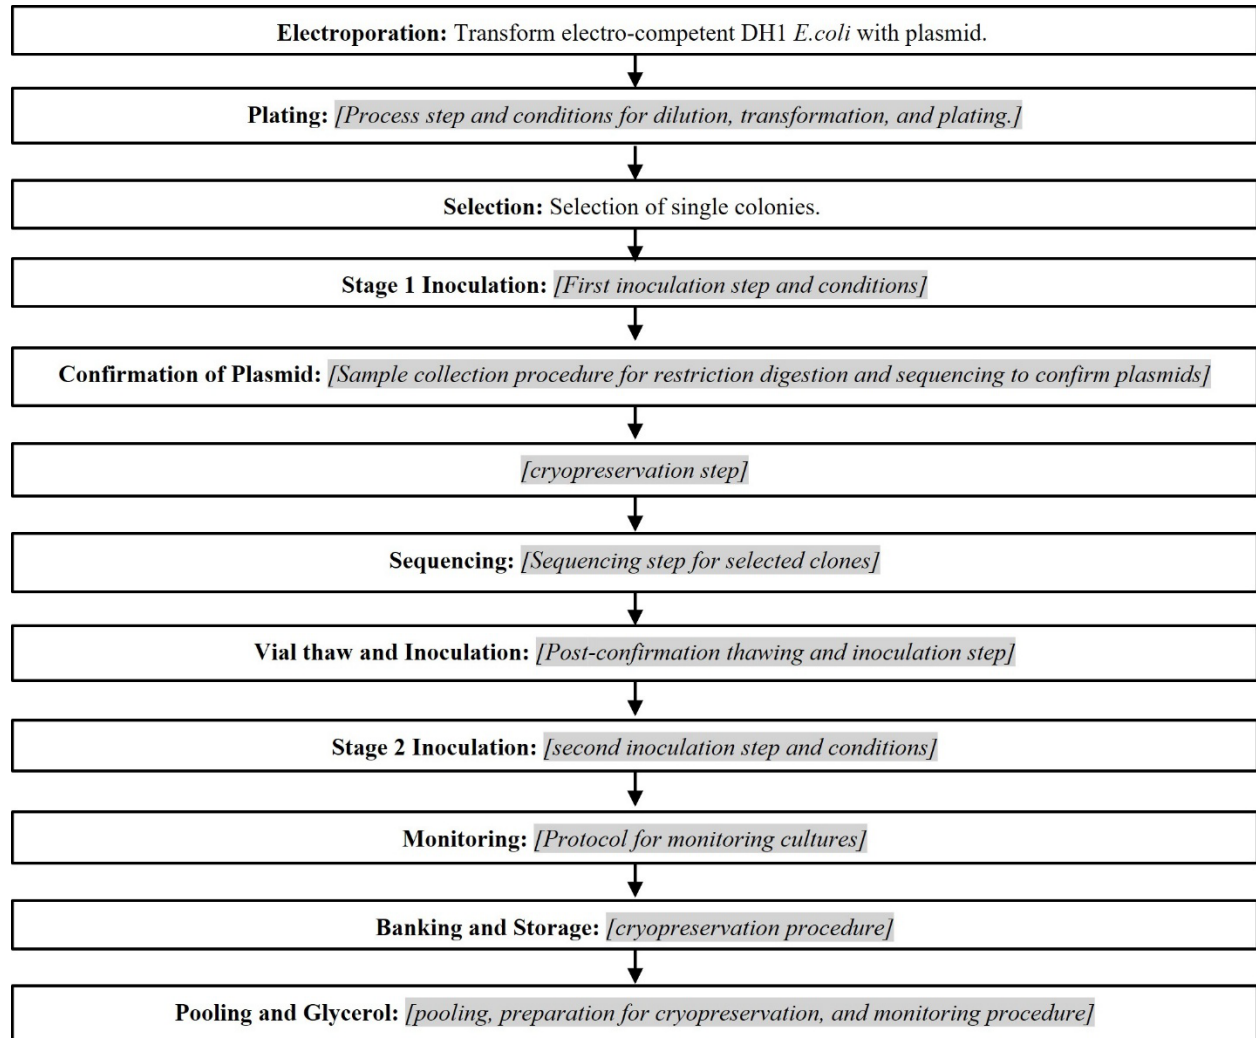 Electroporation: Transform electro-competent DH1 E.coli with plasmid.
Plating: [Process step and conditions for dilution, transformation, and plating.]
Selection: Selection of single colonies.
Stage 1 Inoculation: [First inoculation step and conditions]
Confirmation of Plasmid: [Sample collection procedure for restriction digestion and sequencing to confirm plasmids]
[cryopreservation step]
Sequencing: [Sequencing step for selected clones]
Vial thaw and Inoculation: [Post-confirmation thawing and inoculation step]
Stage 2 Inoculation: [second inoculation step and conditions]
Monitoring: [Protocol for monitoring cultures]
Banking and Storage: [cryopreservation procedure]
Pooling and Glycerol: [pooling, preparation for cryopreservation, and monitoring procedure]